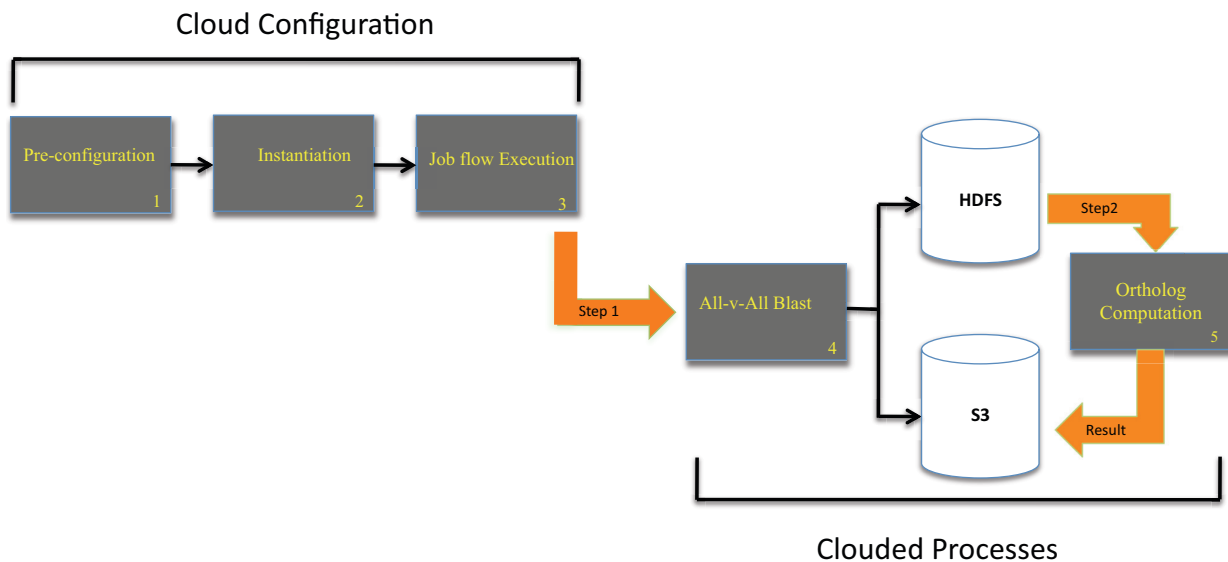 Cloud Configuration
Pre-configuration
1
Instantiation
2
Job flow Execution
3
Step 1
All-v-All Blast
4
HDFS
S3
Step2
Ortholog
Computation
5
Result
Clouded Processes